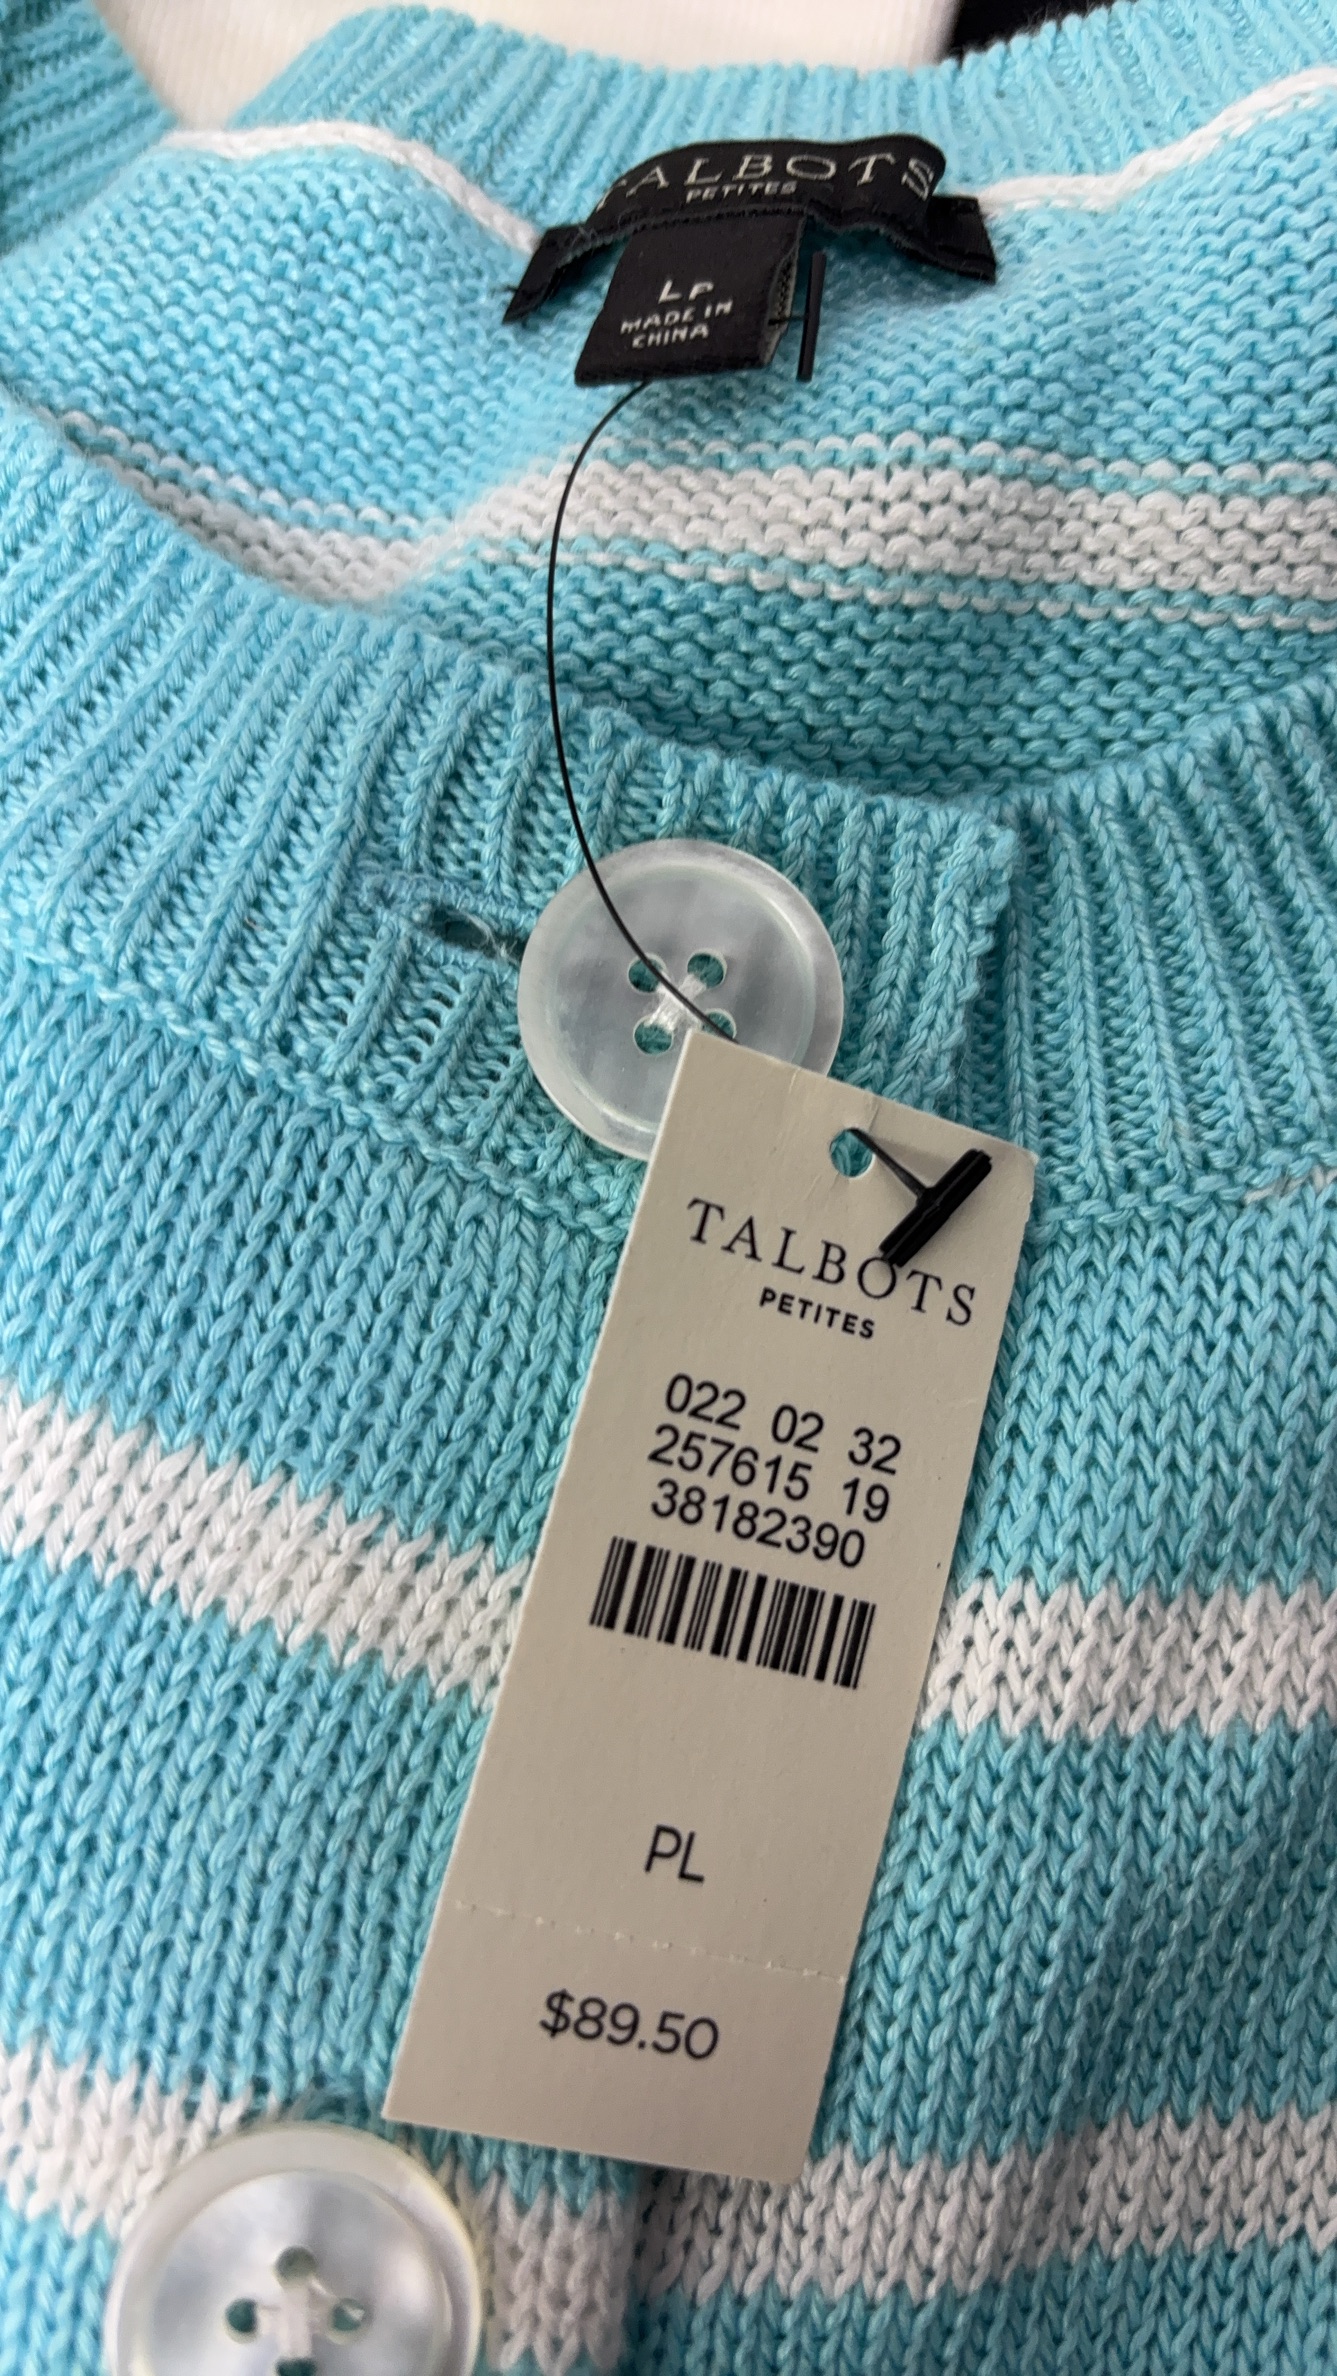 TALBOTS
PETITES
LP
MADE IN
CHINA
TALBOTS
PETITES
022 02 32
257615 19
38182390
PL
$89.50